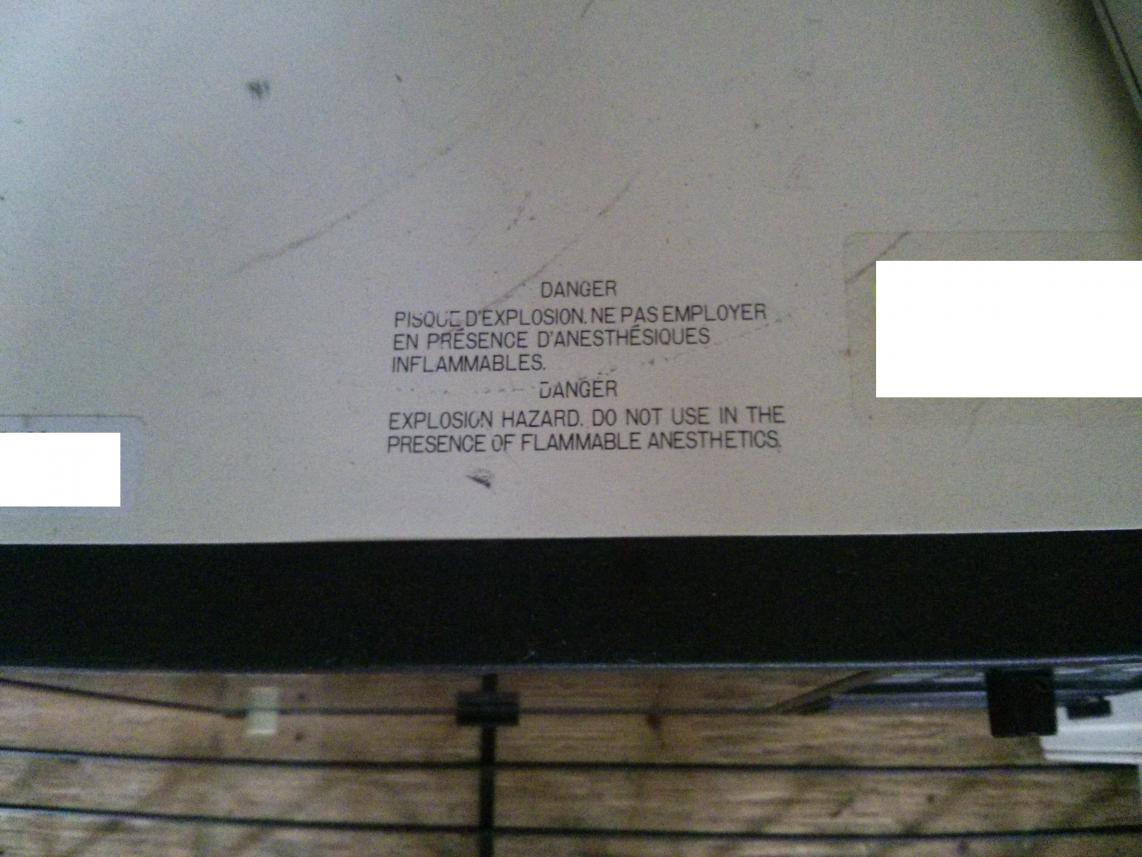 DANGER
RISQUE D'EXPLOSION. NE PAS EMPLOYER
EN PRÉSENCE D'ANESTHÉSIQUES
INFLAMMABLES.
DANGER
EXPLOSION HAZARD. DO NOT USE IN THE
PRESENCE OF FLAMMABLE ANESTHETICS.